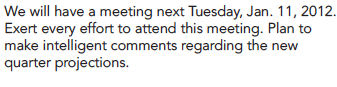 We will have a meeting next Tuesday, Jan. 11, 2012.
Exert every effort to attend this meeting. Plan to
make intelligent comments regarding the new
quarter projections.